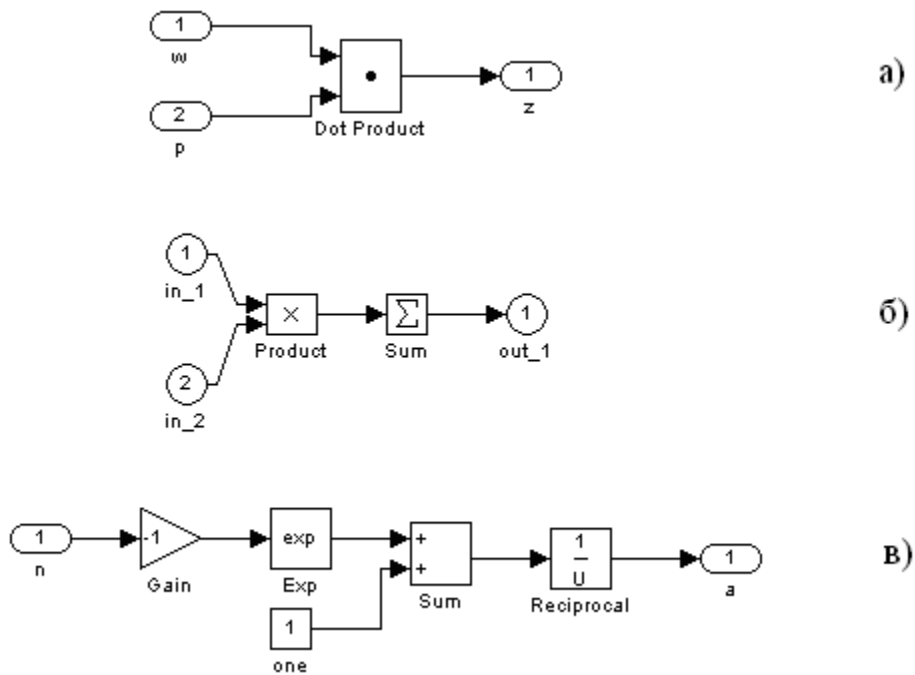 1
w
2
p
Dot Product
1
z
а)
1
in_1
2
in_2
×
Product
Σ
Sum
1
out_1
б)
1
n
-1
Gain
exp
Exp
1
one
+
+
Sum
1
U
Reciprocal
1
a
в)